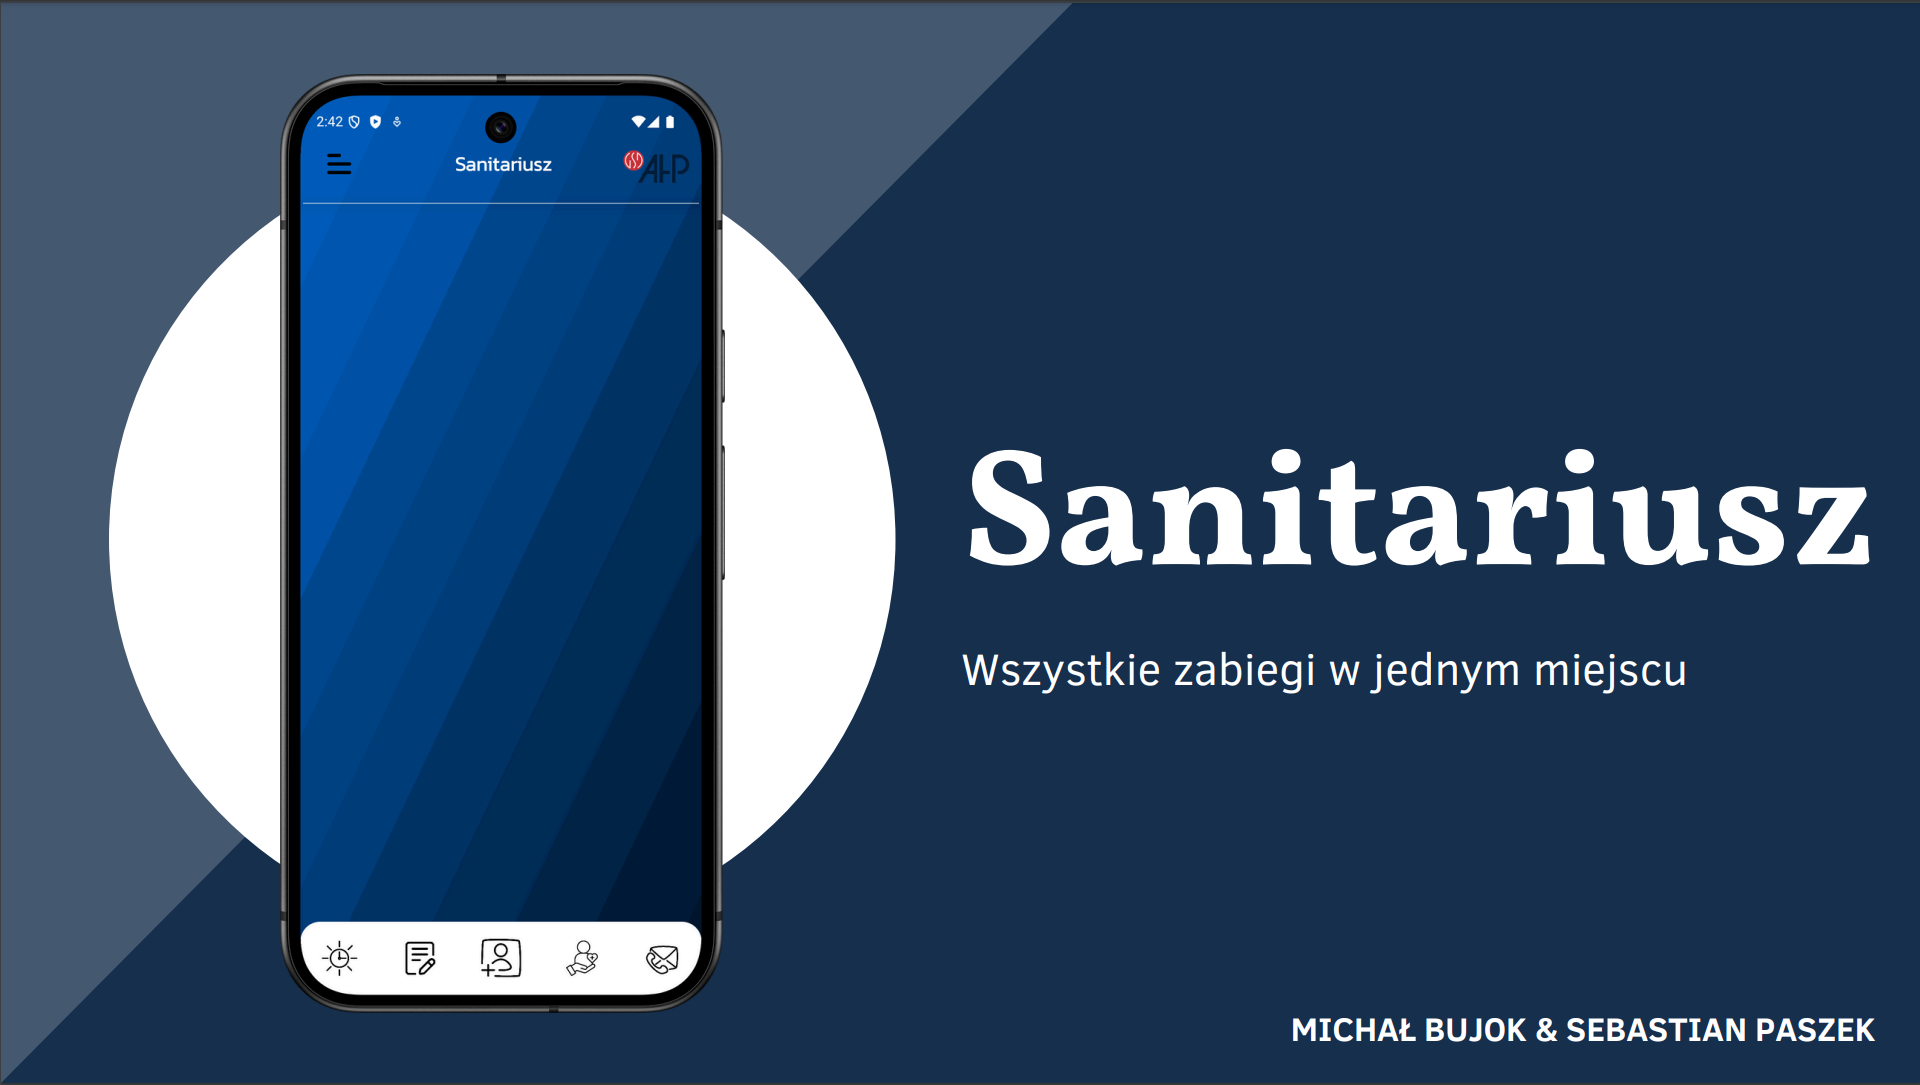 2:42
Sanitariusz
AHP
Sanitariusz
Wszystkie zabiegi w jednym miejscu
MICHAŁ BUJOK & SEBASTIAN PASZEK